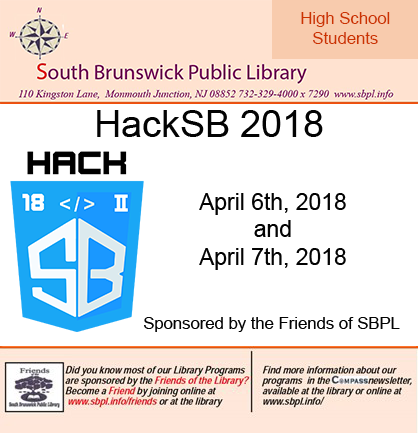 N
W
E
S
High School
Students
South Brunswick Public Library
110 Kingston Lane, Monmouth Junction, NJ 08852 732-329-4000 x 7290 www.sbpl.info
HackSB 2018
HACK
18 </> II
SB
April 6th, 2018
and
April 7th, 2018
Sponsored by the Friends of SBPL
Friends
South Brunswick Public Library
Did you know most of our Library Programs
are sponsored by the Friends of the Library?
Become a Friend by joining online at
www.sbpl.info/friends or at the library
Find more information about our
programs in the COMPASS newsletter,
available at the library or online at
www.sbpl.info/